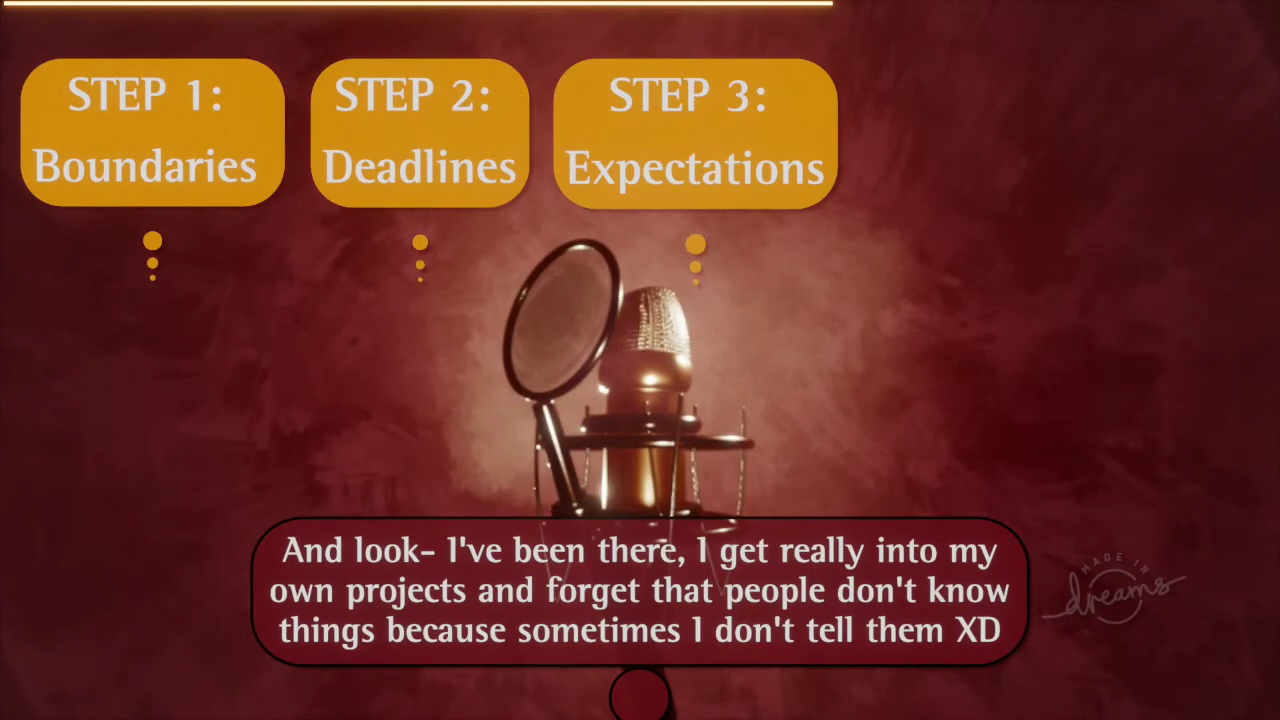 STEP 1:
Boundaries
STEP 2:
Deadlines
STEP 3:
Expectations
And look- I've been there, I get really into my
own projects and forget that people don't know
things because sometimes I don't tell them XD
MADE IN
dreams